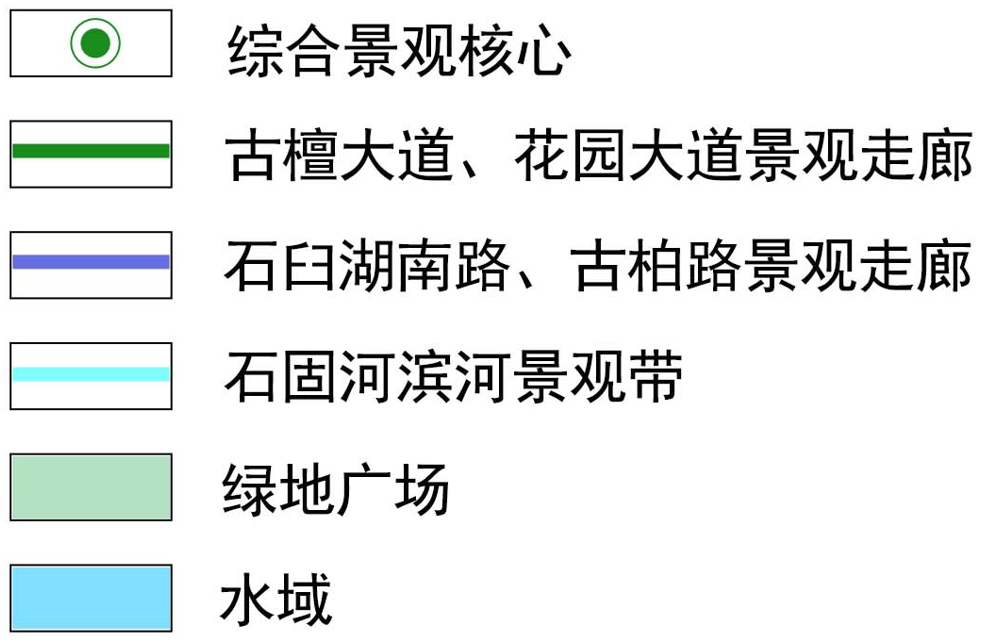 综合景观核心
古檀大道、花园大道景观走廊
石臼湖南路、古柏路景观走廊
石固河滨河景观带
绿地广场
水域